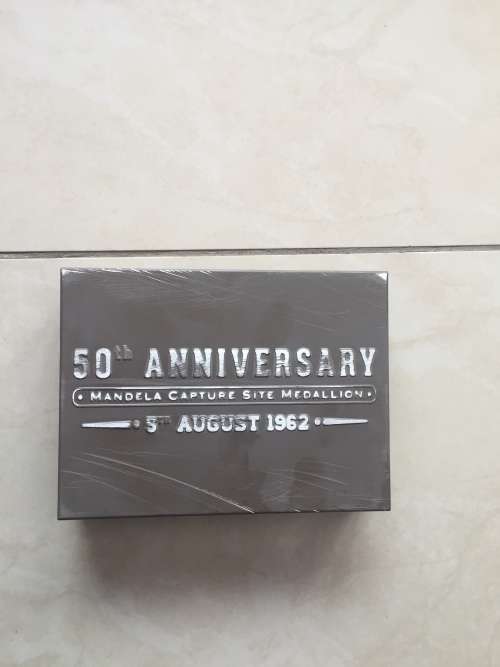 50th ANNIVERSARY
• MANDELA CAPTURE SITE MEDALLION •
• 5TH AUGUST 1962 •